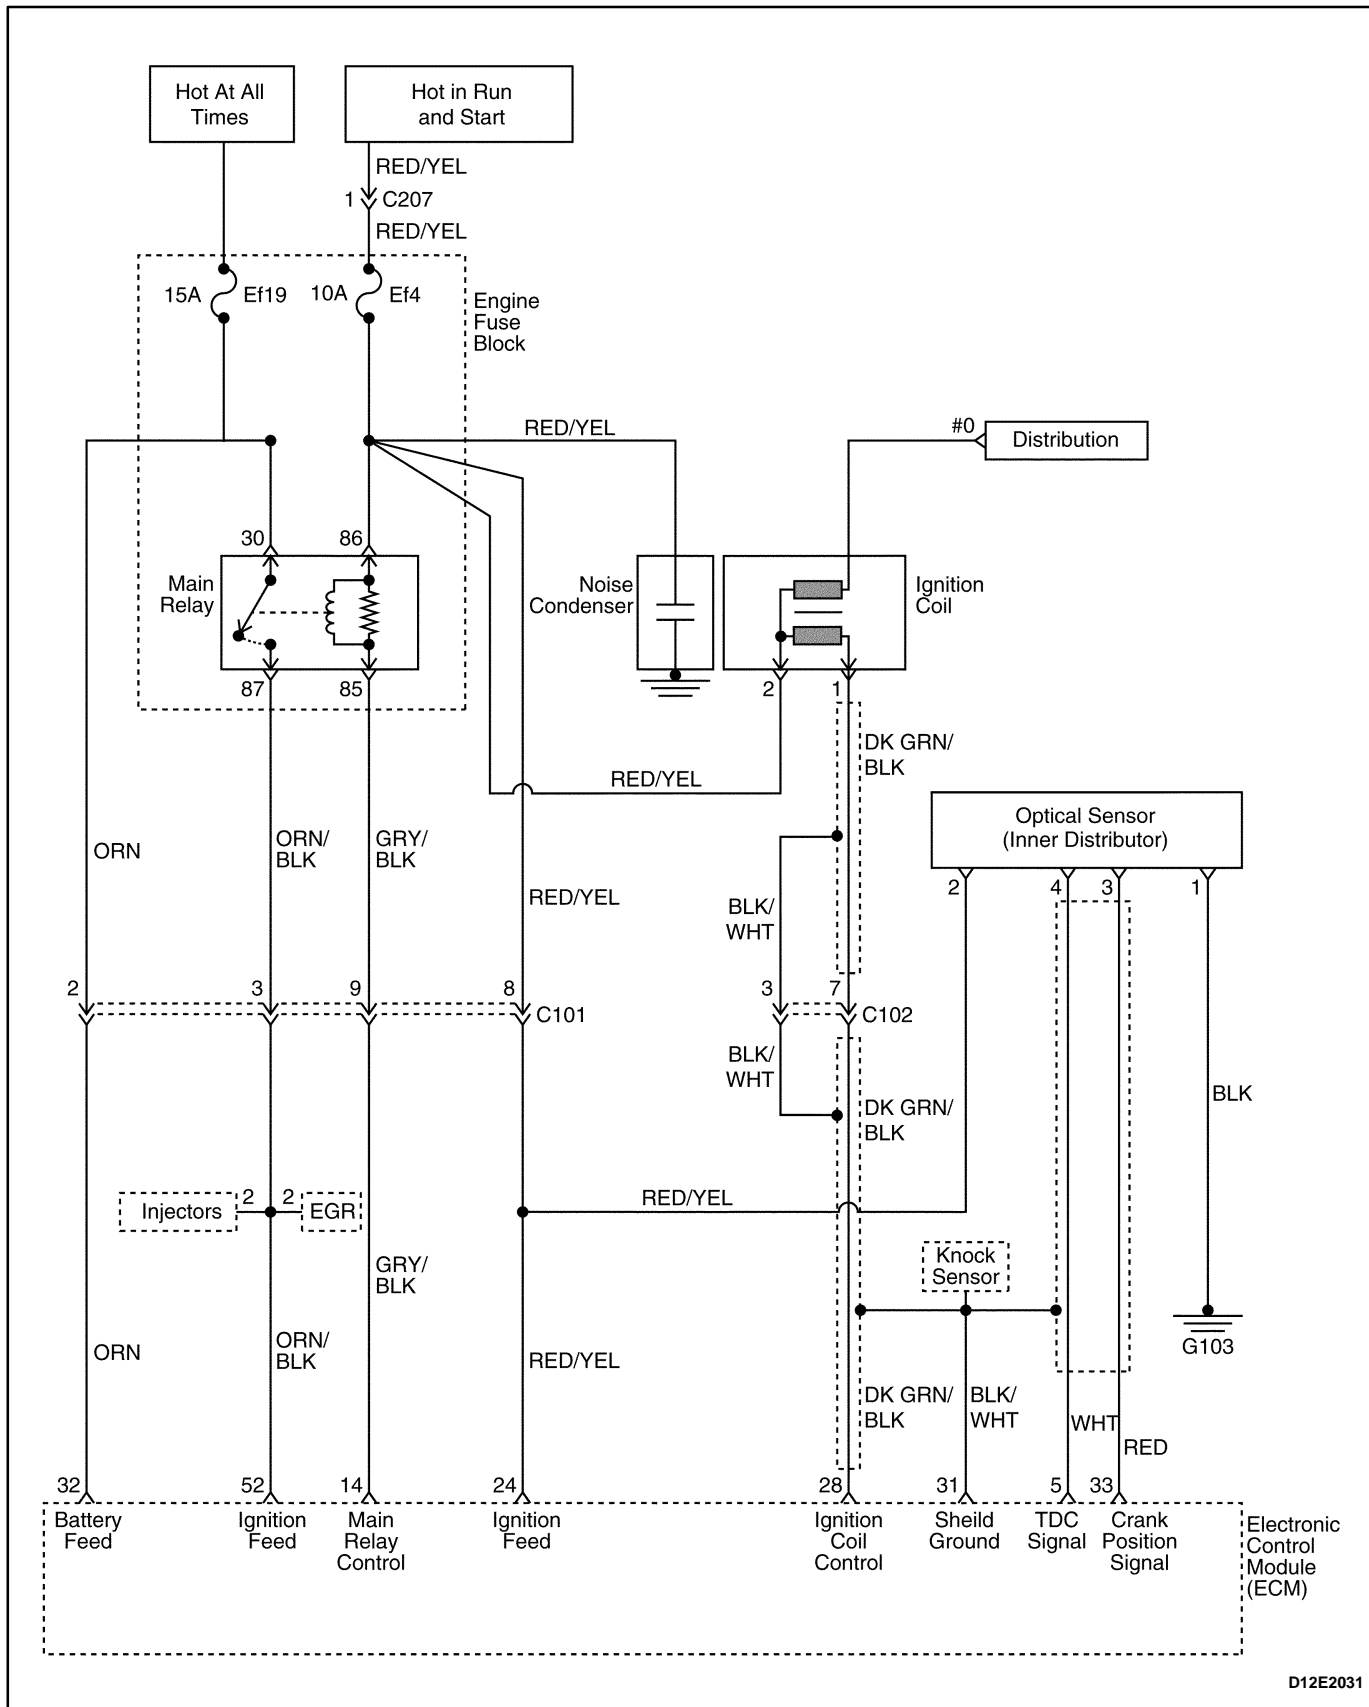 Hot At All
Times
Hot in Run
and Start
RED/YEL
1
C207
RED/YEL
15A
Ef19
10A
Ef4
Engine
Fuse
Block
RED/YEL
#0
Distribution
30
86
Main
Relay
Noise
Condenser
Ignition
Coil
87
85
2
1
DK GRN/
BLK
RED/YEL
Optical Sensor
(Inner Distributor)
ORN
ORN/
BLK
GRY/
BLK
RED/YEL
BLK/
WHT
2
4
3
1
2
3
9
8
C101
3
7
C102
BLK/
WHT
DK GRN/
BLK
BLK
Injectors
2
2
EGR
RED/YEL
GRY/
BLK
Knock
Sensor
G103
ORN
ORN/
BLK
RED/YEL
DK GRN/
BLK
BLK/
WHT
WHT
RED
32
52
14
24
28
31
5
33
Battery
Feed
Ignition
Feed
Main
Relay
Control
Ignition
Feed
Ignition
Coil
Control
Sheild
Ground
TDC
Signal
Crank
Position
Signal
Electronic
Control
Module
(ECM)
D12E2031